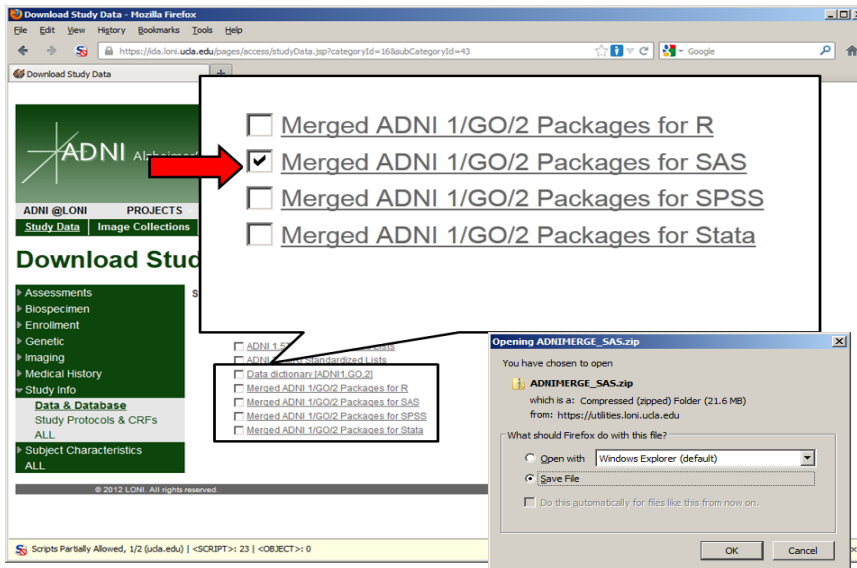 Download Study Data - Mozilla Firefox
File Edit View History Bookmarks Tools Help
https://ida.loni.ucla.edu/pages/access/studyData.jsp?categoryId=16&subCategoryId=43
Google
Download Study Data
+
ADNI
ADNI @LONI PROJECTS
Study Data Image Collections
Download Stud
Merged ADNI 1/GO/2 Packages for R
Merged ADNI 1/GO/2 Packages for SAS
Merged ADNI 1/GO/2 Packages for SPSS
Merged ADNI 1/GO/2 Packages for Stata
Assessments
Biospecimen
Enrollment
Genetic
Imaging
Medical History
Study Info
Data & Database
Study Protocols & CRFs
ALL
Subject Characteristics
ALL
S
ADNI 1.5T Lists
ADNI Standardized Lists
Data dictionary [ADNI1,GO,2]
Merged ADNI 1/GO/2 Packages for R
Merged ADNI 1/GO/2 Packages for SAS
Merged ADNI 1/GO/2 Packages for SPSS
Merged ADNI 1/GO/2 Packages for Stata
© 2012 LONI All rights reserved.
Scripts Partially Allowed, 1/2 (ucla.edu) | <SCRIPT>: 23 | <OBJECT>: 0
Opening ADNIMERGE_SAS.zip
You have chosen to open
ADNIMERGE_SAS.zip
which is a: Compressed (zipped) Folder (21.6 MB)
from: https://utilities.loni.ucla.edu
What should Firefox do with this file?
Open with Windows Explorer (default)
Save File
Do this automatically for files like this from now on.
OK Cancel